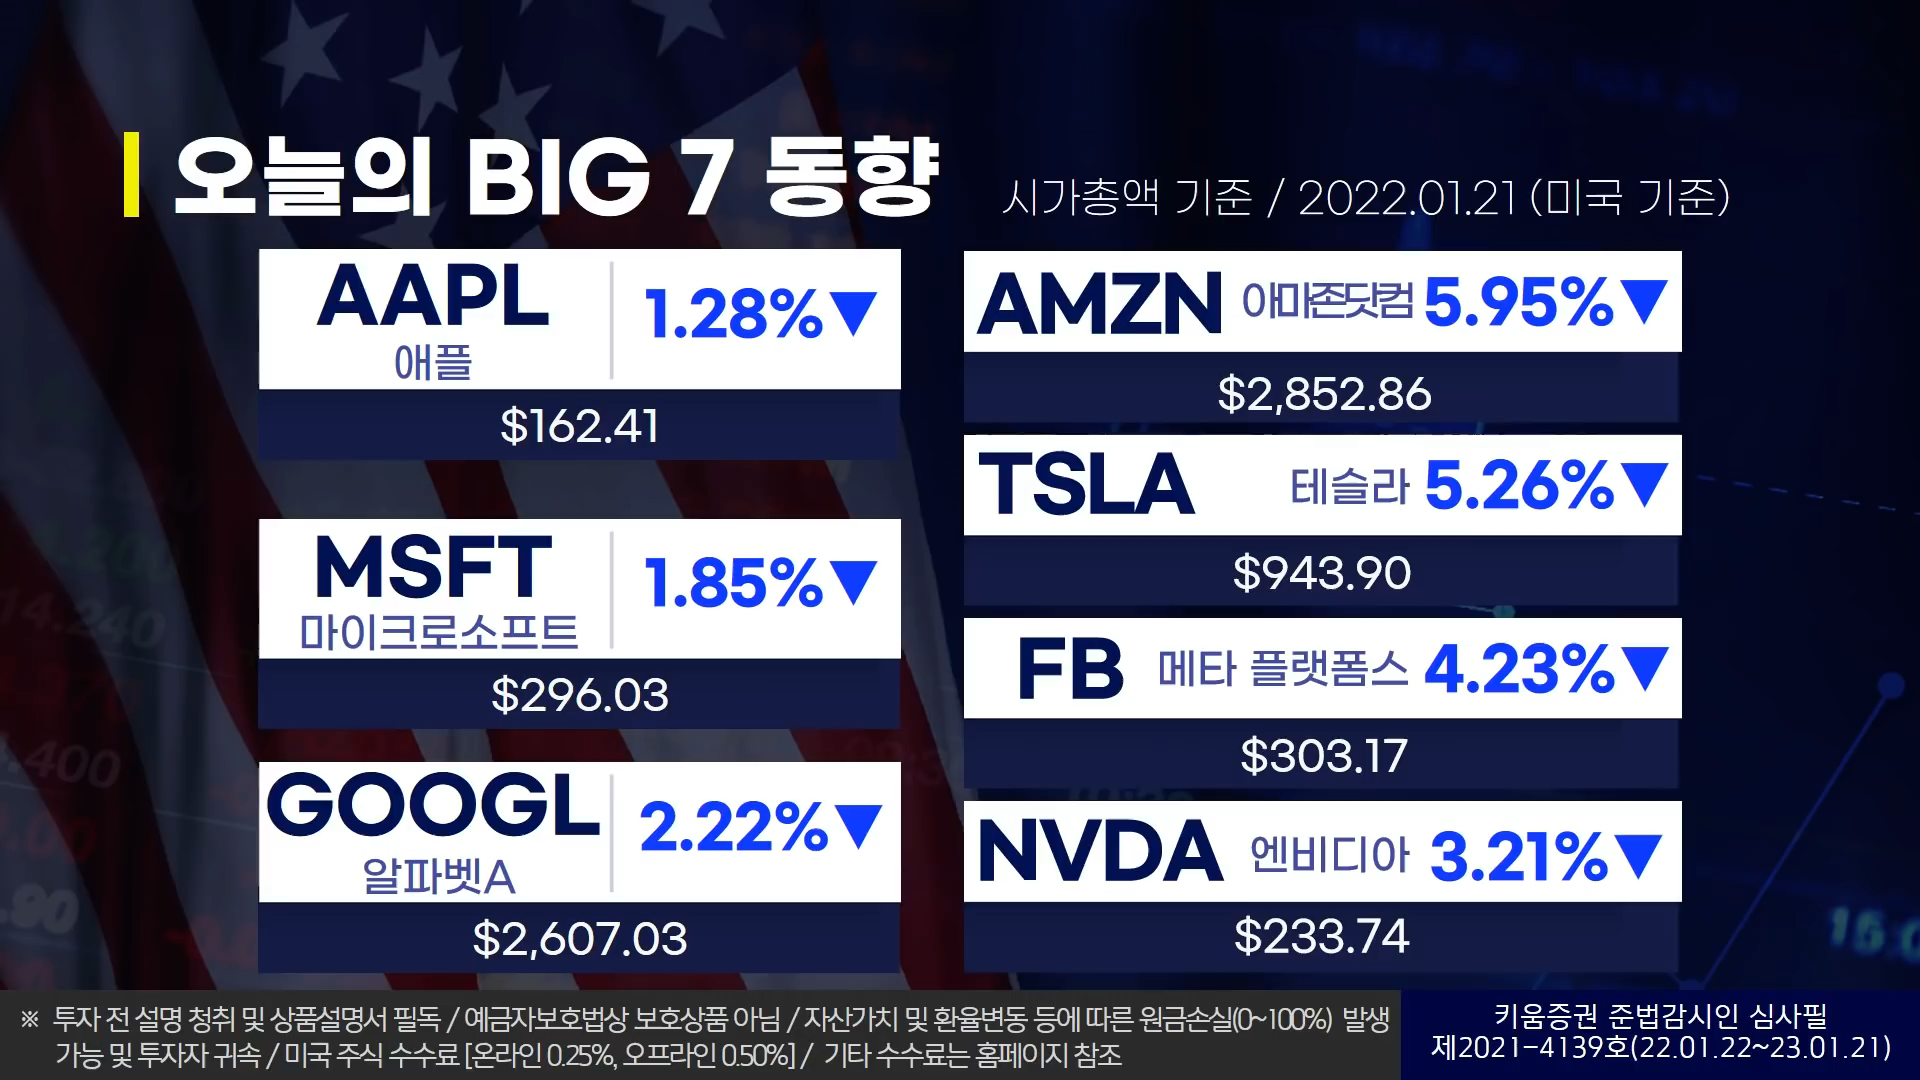 오늘의 BIG 7 동향
시가총액 기준 / 2022.01.21 (미국 기준)
AAPL
애플
1.28%▼
$162.41
MSFT
마이크로소프트
1.85%▼
$296.03
GOOGL
알파벳A
2.22%▼
$2,607.03
AMZN 아마존닷컴 5.95%▼
$2,852.86
TSLA 테슬라 5.26%▼
$943.90
FB 메타 플랫폼스 4.23%▼
$303.17
NVDA 엔비디아 3.21%▼
$233.74
※ 투자 전 설명 청취 및 상품설명서 필독 / 예금자보호법상 보호상품 아님 / 자산가치 및 환율변동 등에 따른 원금손실(0~100%) 발생
가능 및 투자자 귀속 / 미국 주식 수수료 [온라인 0.25%, 오프라인 0.50%] / 기타 수수료는 홈페이지 참조
키움증권 준법감시인 심사필
제2021-4139호(22.01.22~23.01.21)
14.240
.400
.90